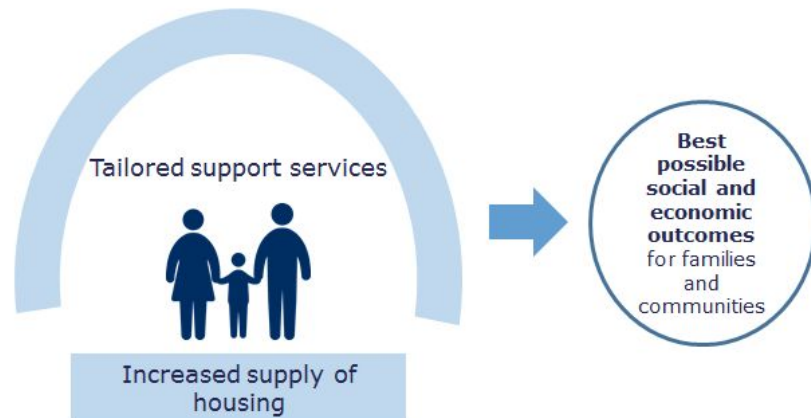 Tailored support services
Increased supply of
housing
Best
possible
social and
economic
outcomes
for families
and
communities